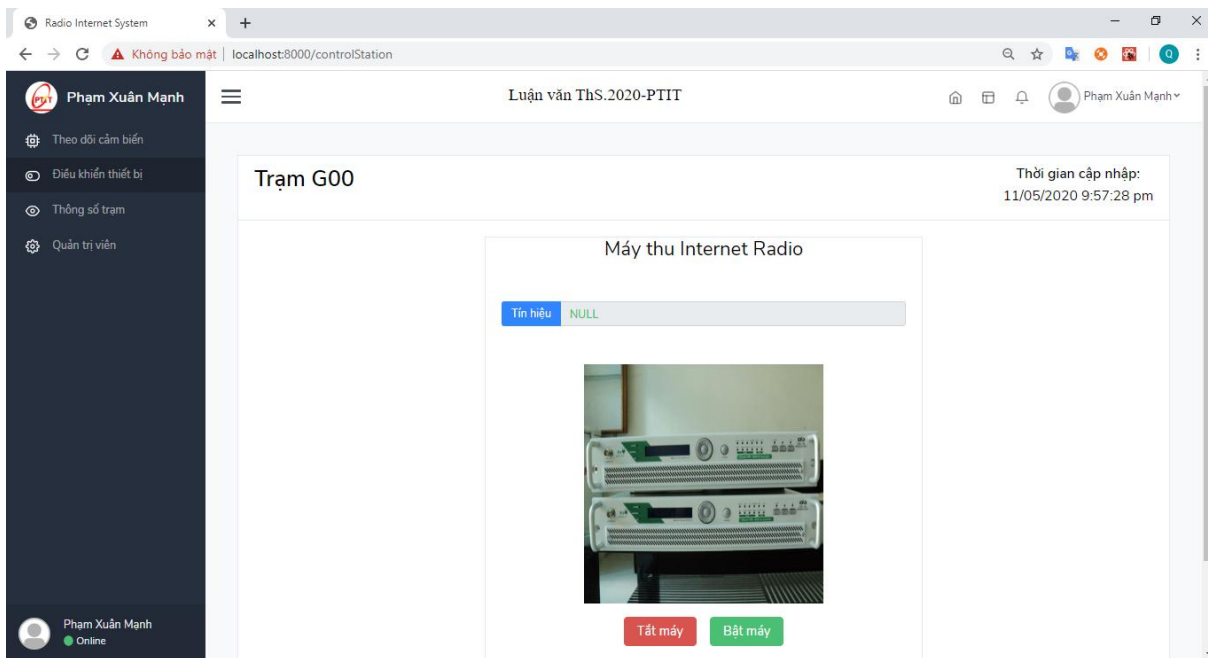 Radio Internet System
Không bảo mật | localhost:8000/controlStation
Q
PTIT
Phạm Xuân Mạnh
Luận văn ThS.2020-PTIT
Phạm Xuân Mạnh
Theo dõi cảm biến
Điều khiển thiết bị
Thông số trạm
Quản trị viên
Trạm G00
Thời gian cập nhập:
11/05/2020 9:57:28 pm
Máy thu Internet Radio
Tín hiệu NULL
Tắt máy Bật máy
Phạm Xuân Mạnh
Online